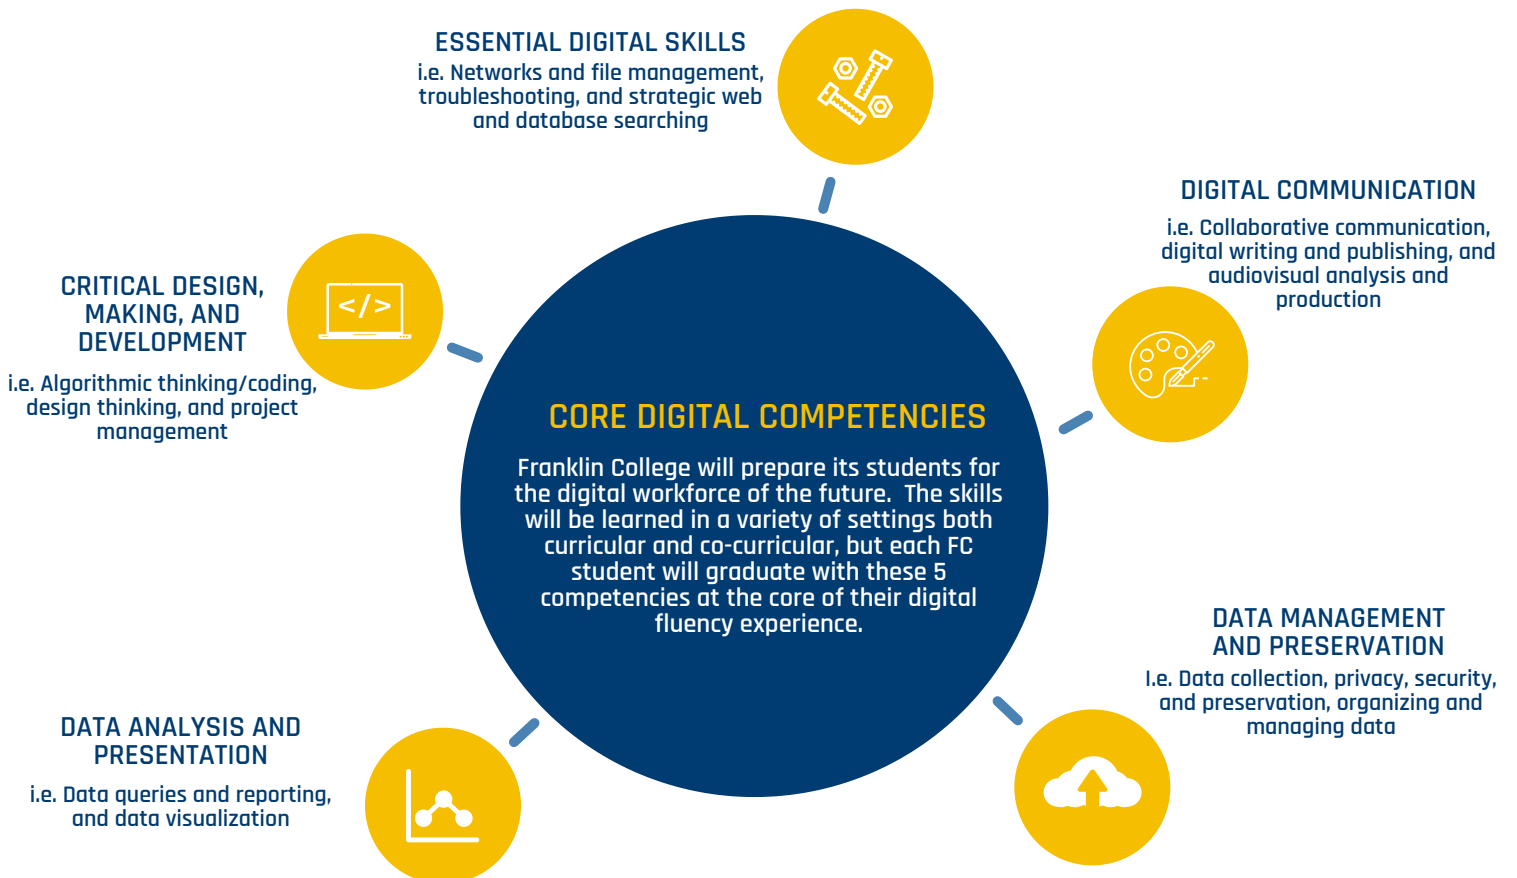 ESSENTIAL DIGITAL SKILLS
i.e. Networks and file management,
troubleshooting, and strategic web
and database searching
DIGITAL COMMUNICATION
i.e. Collaborative communication,
digital writing and publishing, and
audiovisual analysis and
production
CRITICAL DESIGN,
MAKING, AND
DEVELOPMENT
i.e. Algorithmic thinking/coding,
design thinking, and project
management
</>
CORE DIGITAL COMPETENCIES
Franklin College will prepare its students for
the digital workforce of the future.  The skills
will be learned in a variety of settings both
curricular and co-curricular, but each FC
student will graduate with these 5
competencies at the core of their digital
fluency experience.
DATA MANAGEMENT
AND PRESERVATION
I.e. Data collection, privacy, security,
and preservation, organizing and
managing data
DATA ANALYSIS AND
PRESENTATION
i.e. Data queries and reporting,
and data visualization